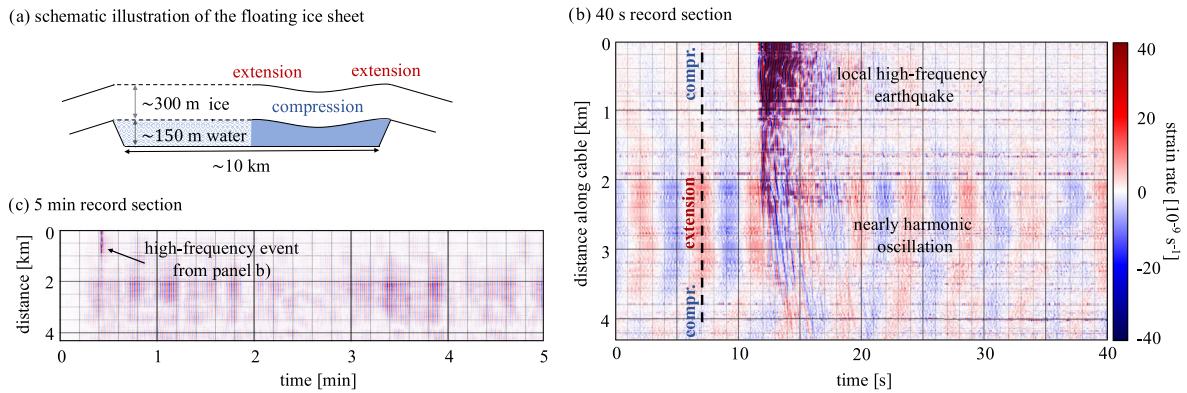 (a) schematic illustration of the floating ice sheet
extension
extension
compression
~300 m ice
~150 m water
~10 km
(c) 5 min record section
distance [km]
0
2
4
high-frequency event
from panel b)
0
1
2
3
4
5
time [min]
(b) 40 s record section
distance along cable [km]
0
1
2
3
4
compr.
extension
compr.
local high-frequency
earthquake
nearly harmonic
oscillation
0
10
20
30
40
time [s]
40
20
0
-20
-40
strain rate [10⁻⁹ s⁻¹]